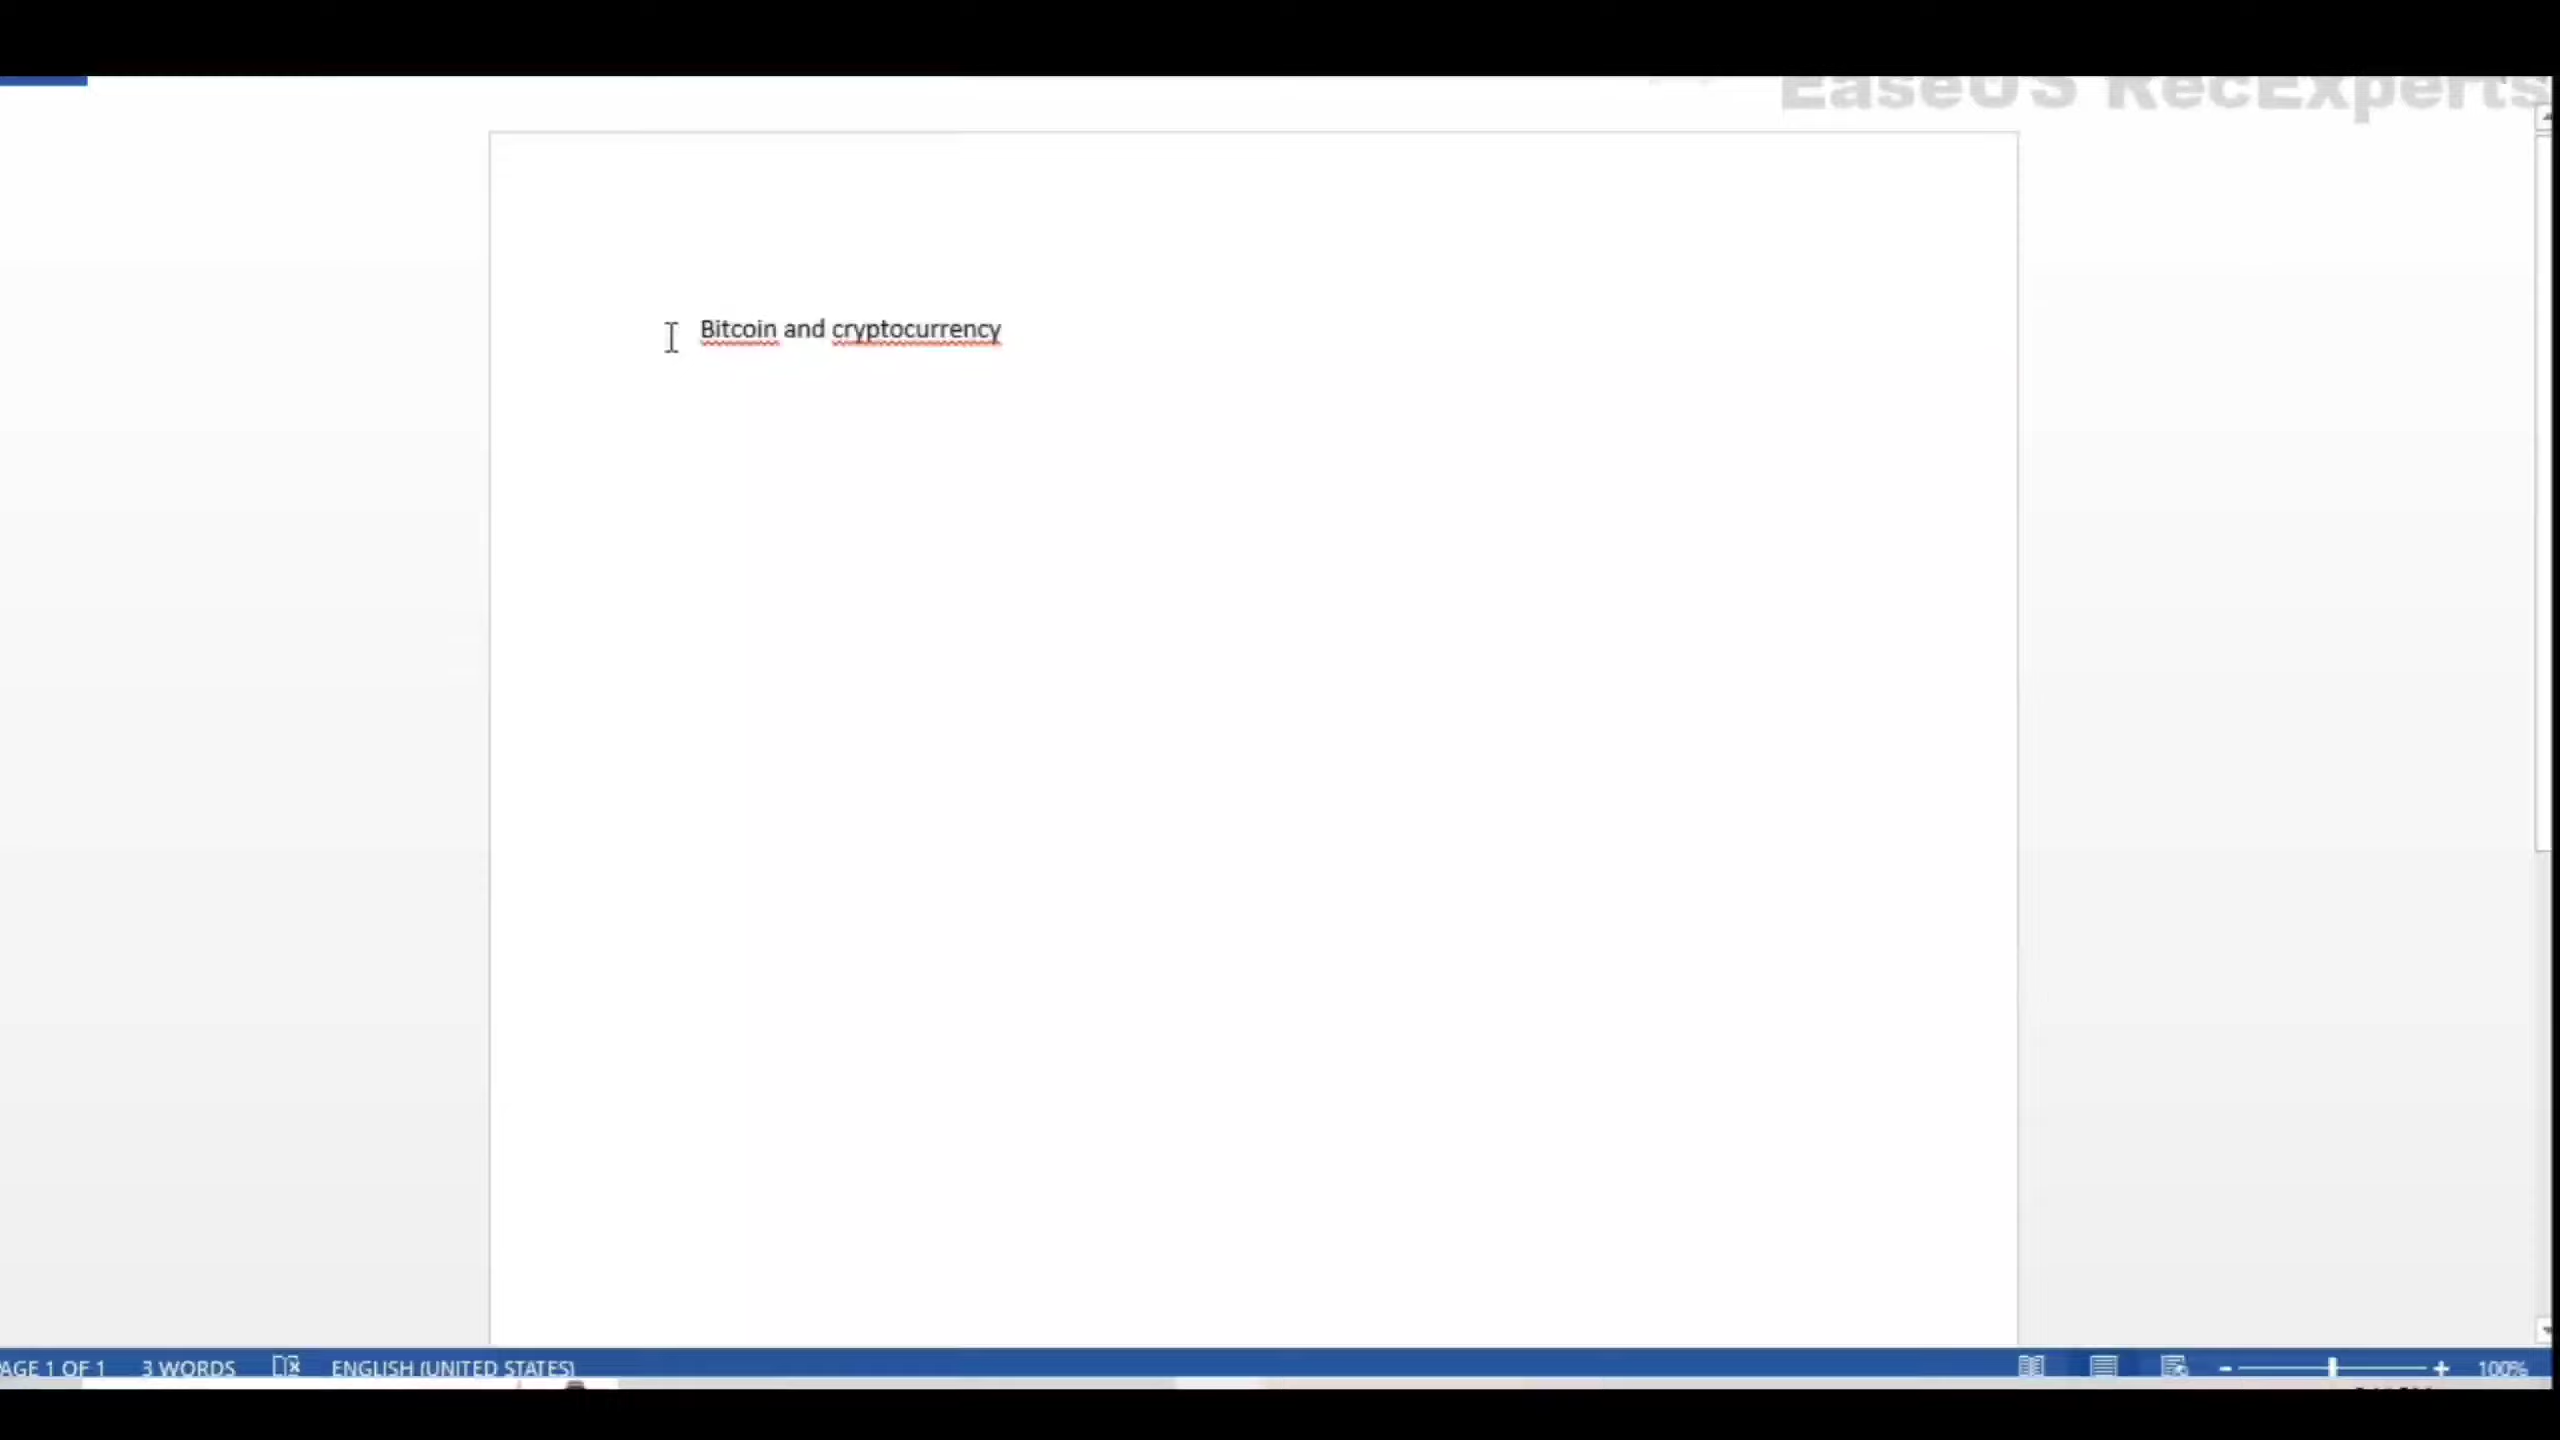 EaseUS RecExperts
Bitcoin and cryptocurrency
AGE 1 OF 1 3 WORDS ENGLISH (UNITED STATES) 100%